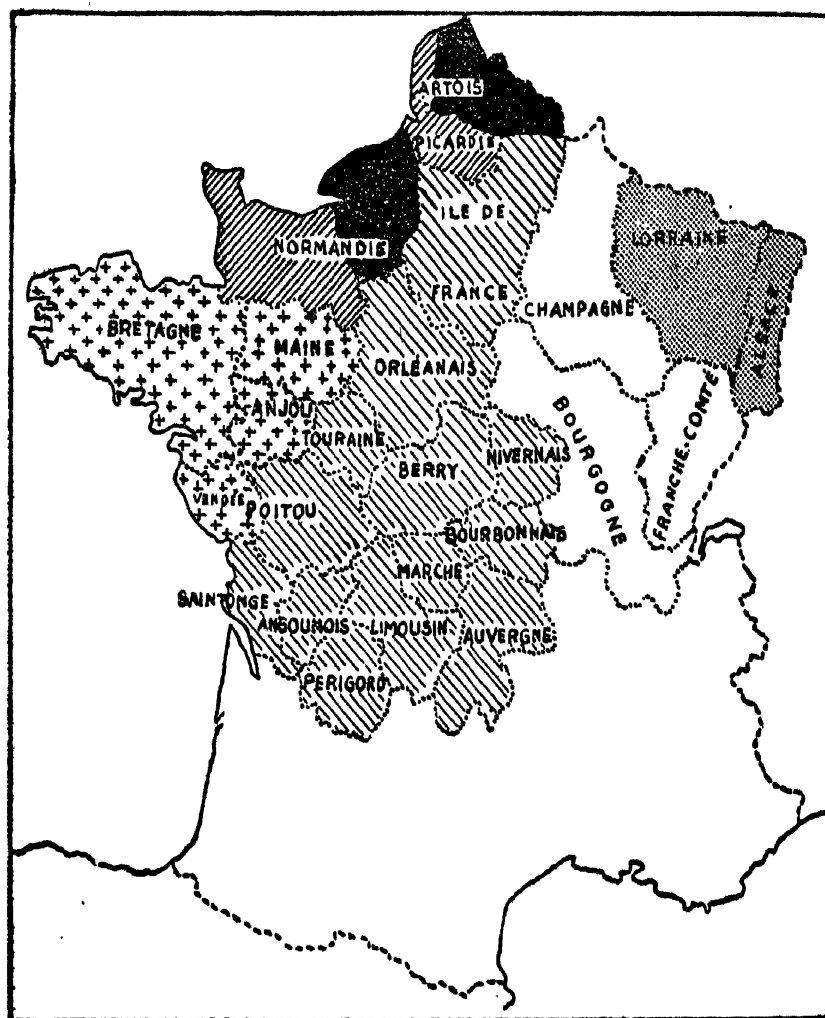 ARTOIS
PICARDIE
ILE DE
FRANCE
NORMANDIE
LORRAINE
ALSACE
CHAMPAGNE
BRETAGNE
MAINE
ORLÉANAIS
ANJOU
TOURAINE
BERRY
NIVERNAIS
BOURGOGNE
FRANCHE-COMTÉ
VENDÉE
POITOU
BOURBONNAIS
MARCHE
SAINTONGE
ANGOUMOIS
LIMOUSIN
AUVERGNE
PERIGORD